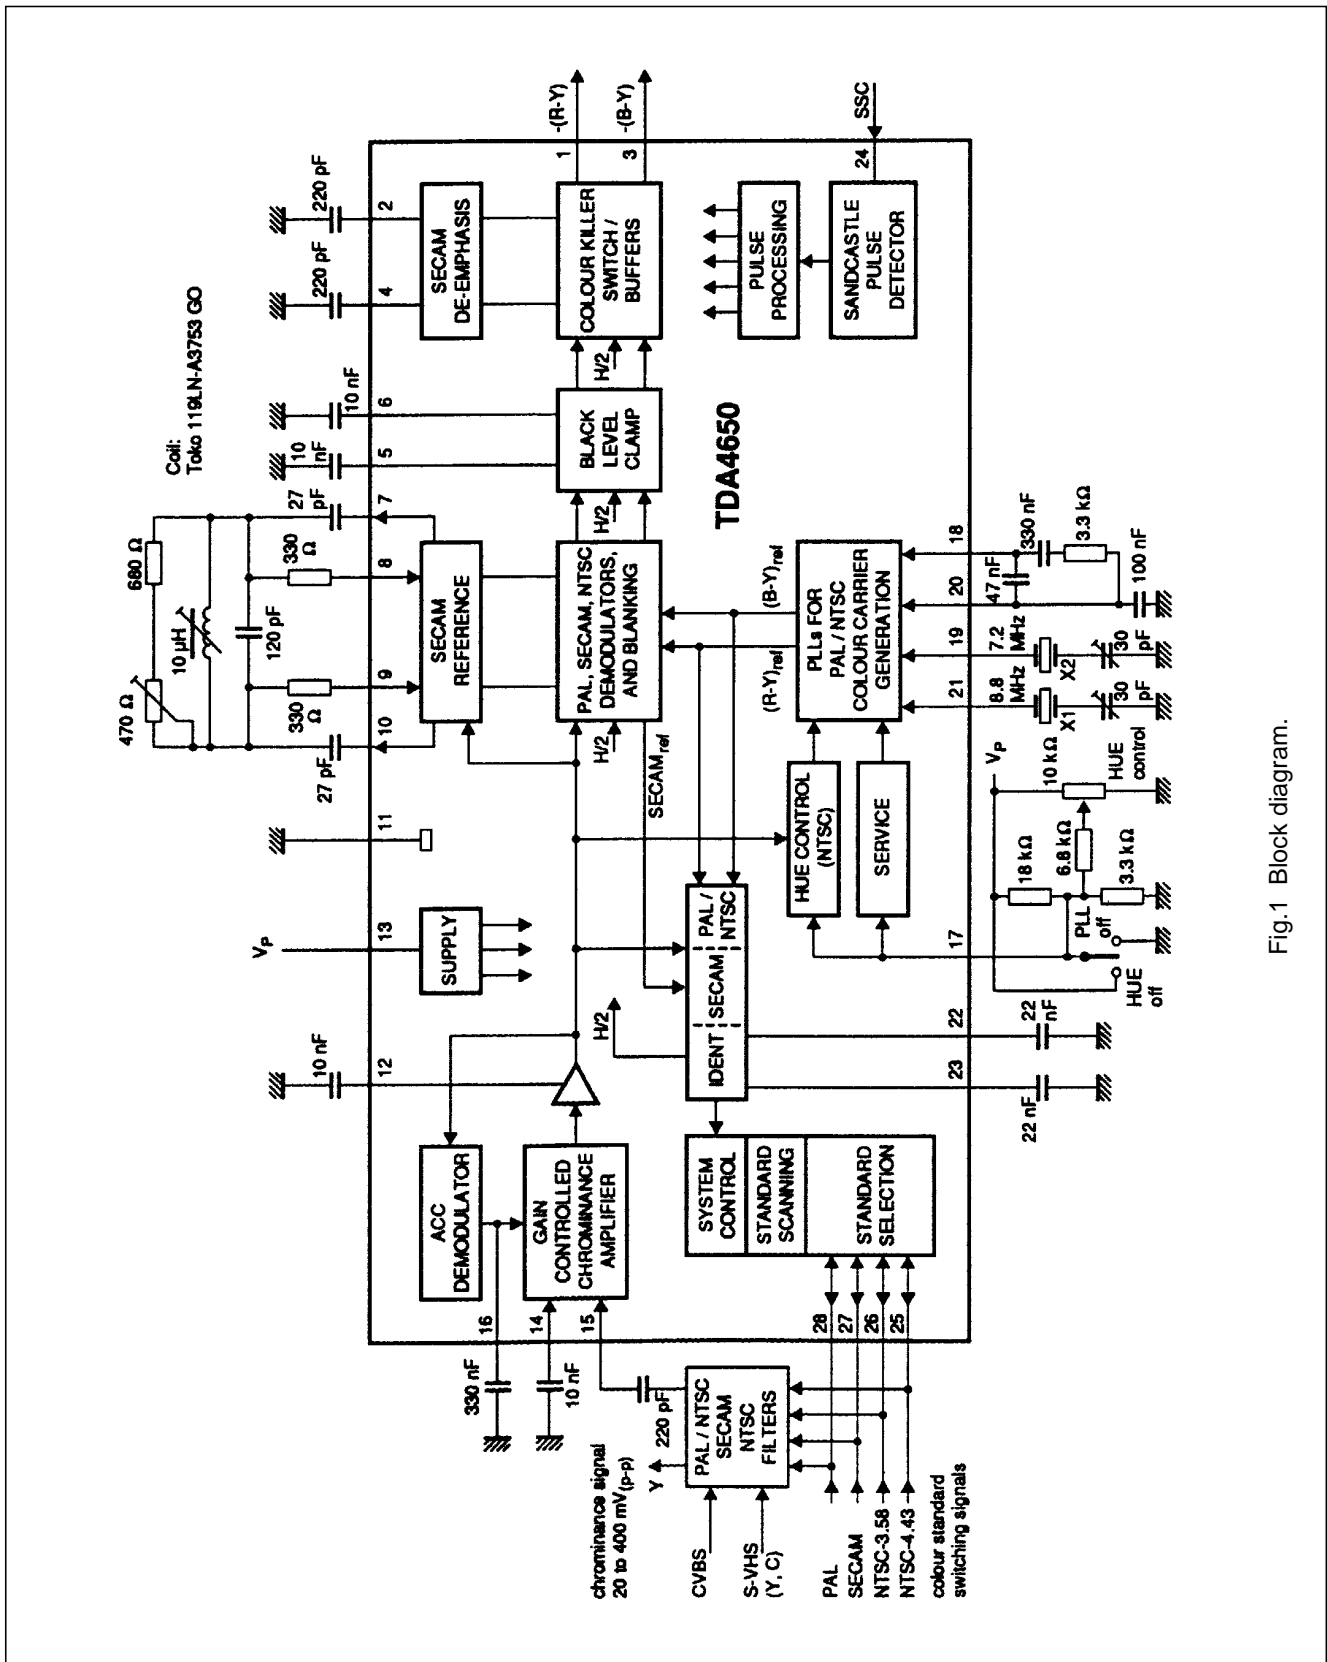 Coil:
Toko 119LN-A3753 GO
470 Ω
680 Ω
10 μH
120 pF
330
Ω
330
Ω
27 pF
27
pF
10
9
8
7
VP
10 nF
12
13
11
10
nF
5
10 nF
6
220 pF
4
220 pF
2
ACC
DEMODULATOR
SUPPLY
SECAM
REFERENCE
SECAM
DE-EMPHASIS
16
330 nF
14
10 nF
15
220 pF
GAIN
CONTROLLED
CHROMINANCE
AMPLIFIER
PAL, SECAM, NTSC
DEMODULATORS,
AND BLANKING
H/2
BLACK
LEVEL
CLAMP
H/2
COLOUR KILLER
SWITCH /
BUFFERS
H/2
1
-(R-Y)
3
-(B-Y)
chrominance signal
20 to 400 mV(p-p)
Y
CVBS
S-VHS
(Y, C)
PAL / NTSC
SECAM
NTSC
FILTERS
H/2
SECAMref
IDENT
SECAM
PAL /
NTSC
(R-Y)ref
(B-Y)ref
TDA4650
SYSTEM
CONTROL
STANDARD
SCANNING
STANDARD
SELECTION
28
27
26
25
PAL
SECAM
NTSC-3.58
NTSC-4.43
colour standard
switching signals
HUE CONTROL
(NTSC)
SERVICE
PLLs FOR
PAL / NTSC
COLOUR CARRIER
GENERATION
PULSE
PROCESSING
SANDCASTLE
PULSE
DETECTOR
24
SSC
23
22
17
21
19
20
18
22 nF
22
nF
HUE
off
PLL
off
18 kΩ
6.8 kΩ
3.3 kΩ
VP
10 kΩ
HUE
control
8.8
MHz
X1
30
pF
7.2
MHz
X2
30
pF
47 nF
330 nF
3.3 kΩ
100 nF
Fig.1 Block diagram.